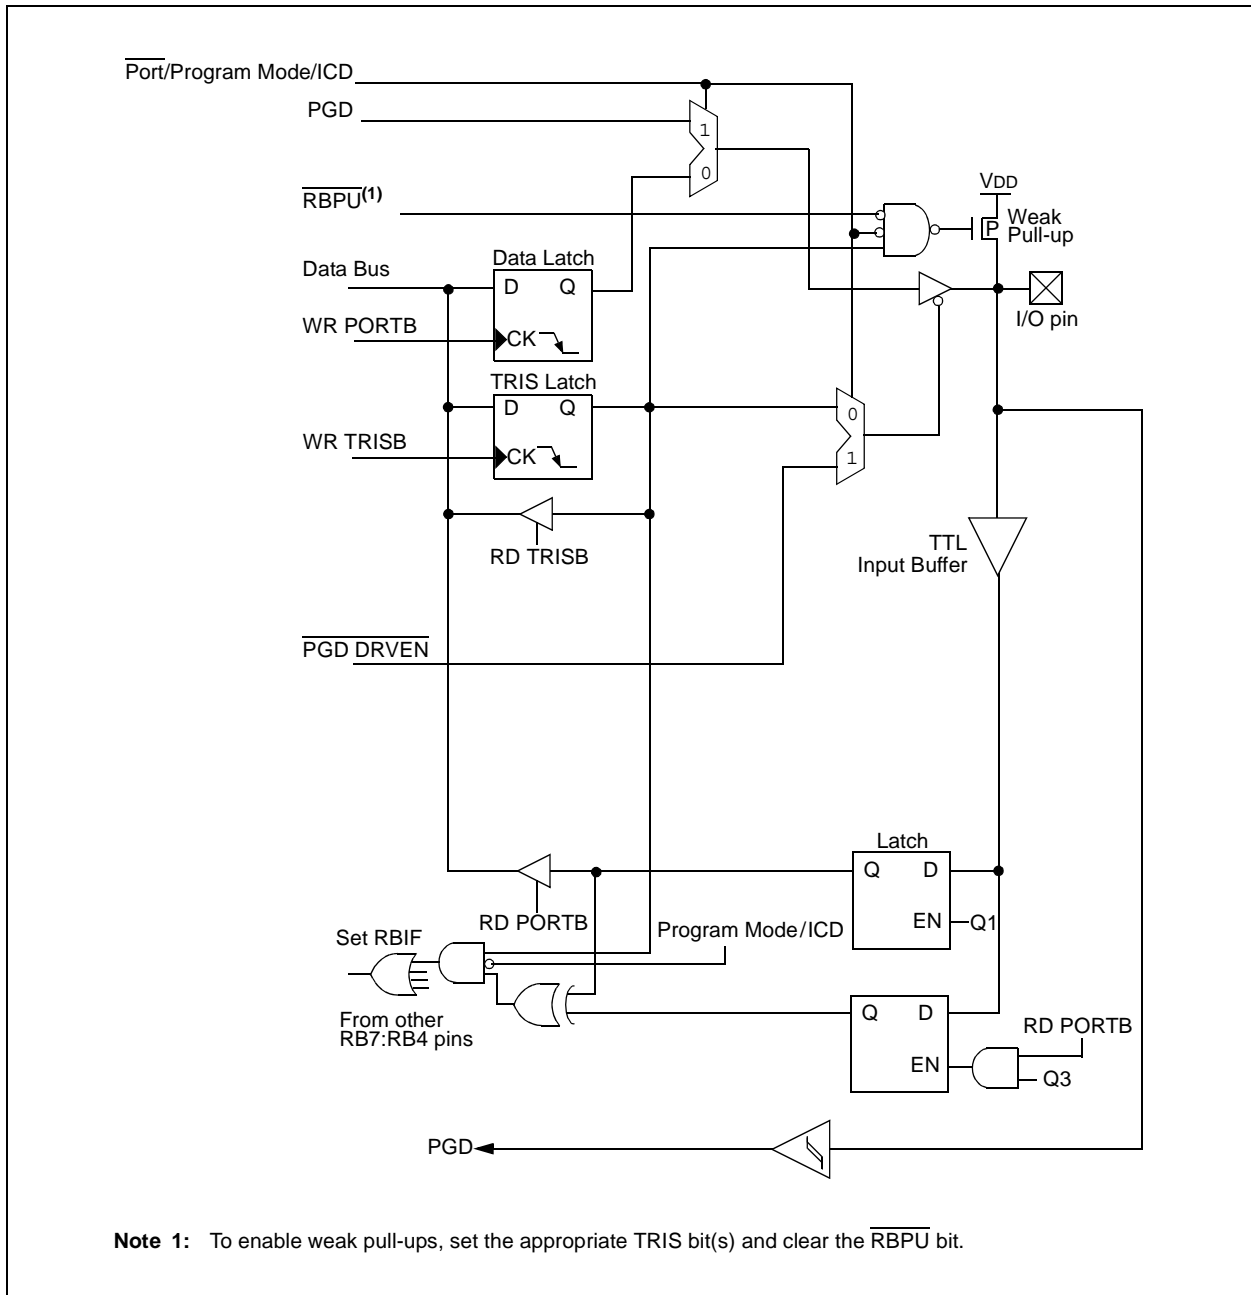 Port/Program Mode/ICD
PGD
1
0
RBPU(1)
VDD
Weak
Pull-up
P
Data Bus
Data Latch
D Q
WR PORTB
CK
I/O pin
TRIS Latch
D Q
0
WR TRISB
CK
1
RD TRISB
TTL
Input Buffer
PGD DRVEN
Latch
Q D
EN
Q1
RD PORTB
Program Mode/ICD
Set RBIF
From other
RB7:RB4 pins
Q D
EN
RD PORTB
Q3
PGD
Note 1: To enable weak pull-ups, set the appropriate TRIS bit(s) and clear the RBPU bit.